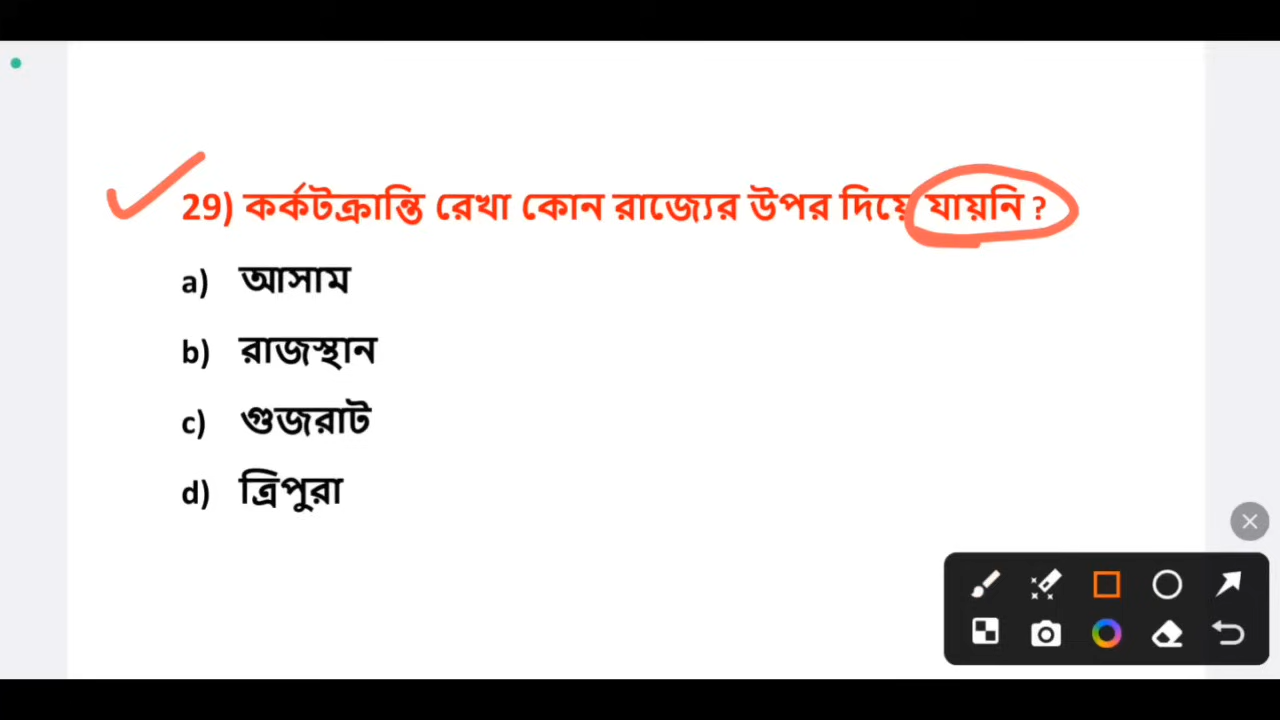 29) কর্কটক্রান্তি রেখা কোন রাজ্যের উপর দিয়ে যায়নি ?
a) আসাম
b) রাজস্থান
c) গুজরাট
d) ত্রিপুরা